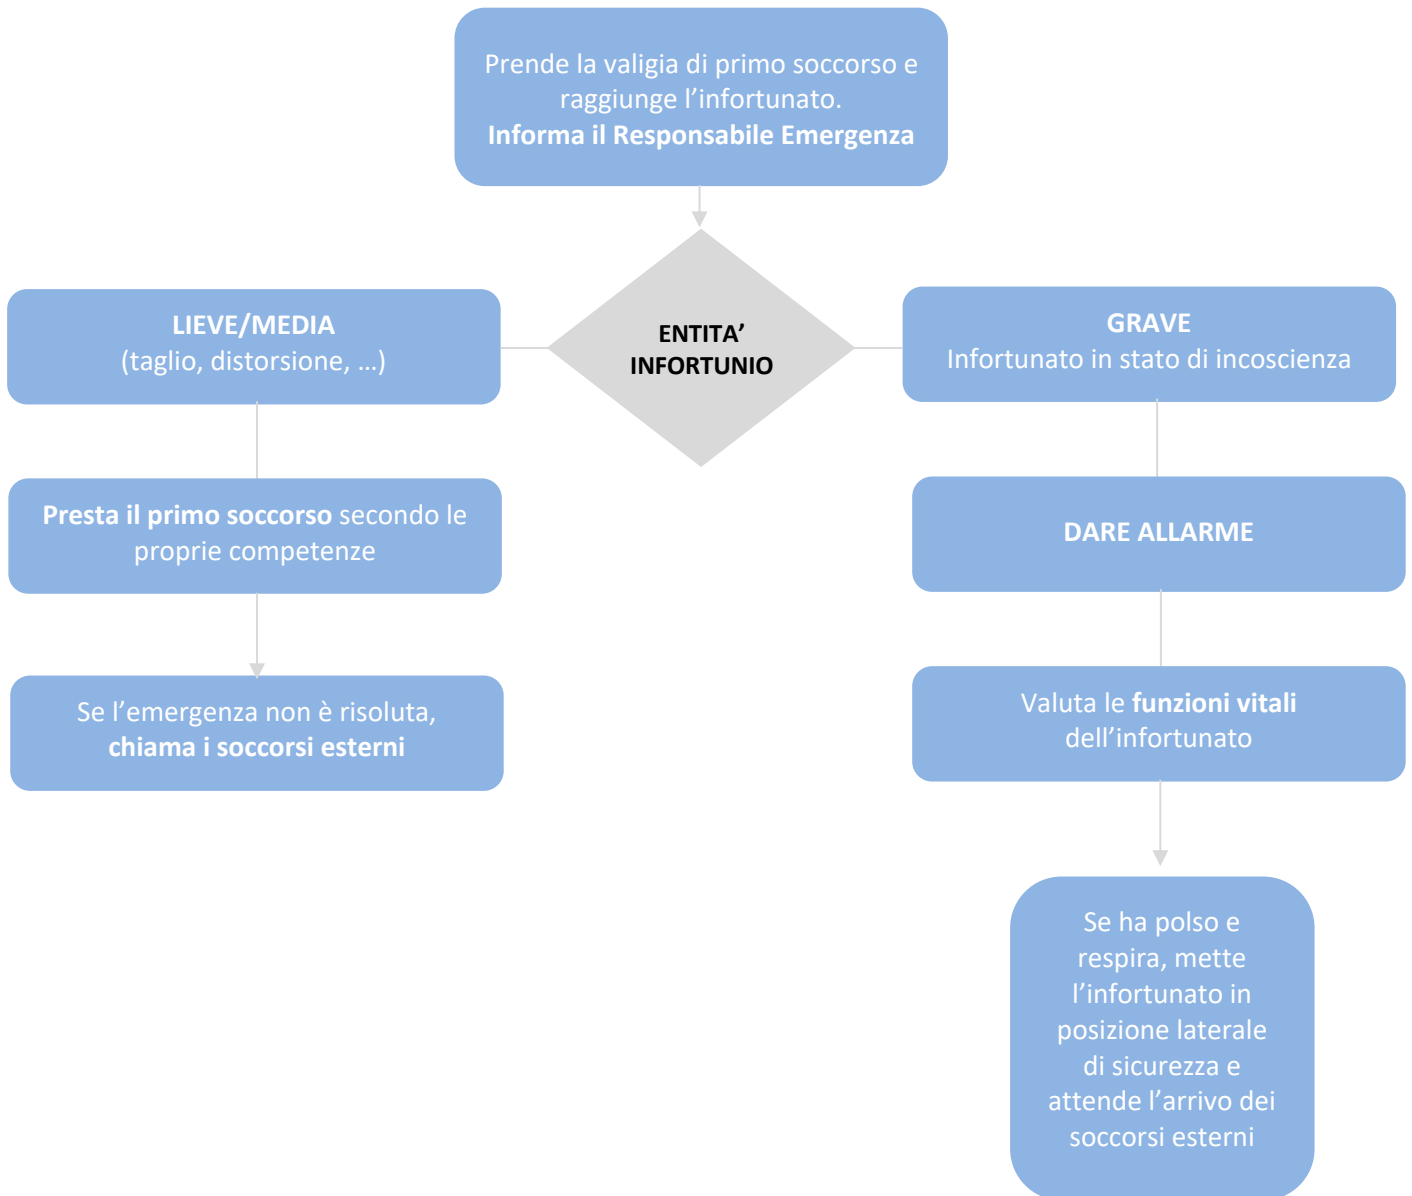 Prende la valigia di primo soccorso e
raggiunge l’infortunato.
Informa il Responsabile Emergenza
ENTITA’
INFORTUNIO
LIEVE/MEDIA
(taglio, distorsione, …)
Presta il primo soccorso secondo le
proprie competenze
Se l’emergenza non è risoluta,
chiama i soccorsi esterni
GRAVE
Infortunato in stato di incoscienza
DARE ALLARME
Valuta le funzioni vitali
dell’infortunato
Se ha polso e
respira, mette
l’infortunato in
posizione laterale
di sicurezza e
attende l’arrivo dei
soccorsi esterni